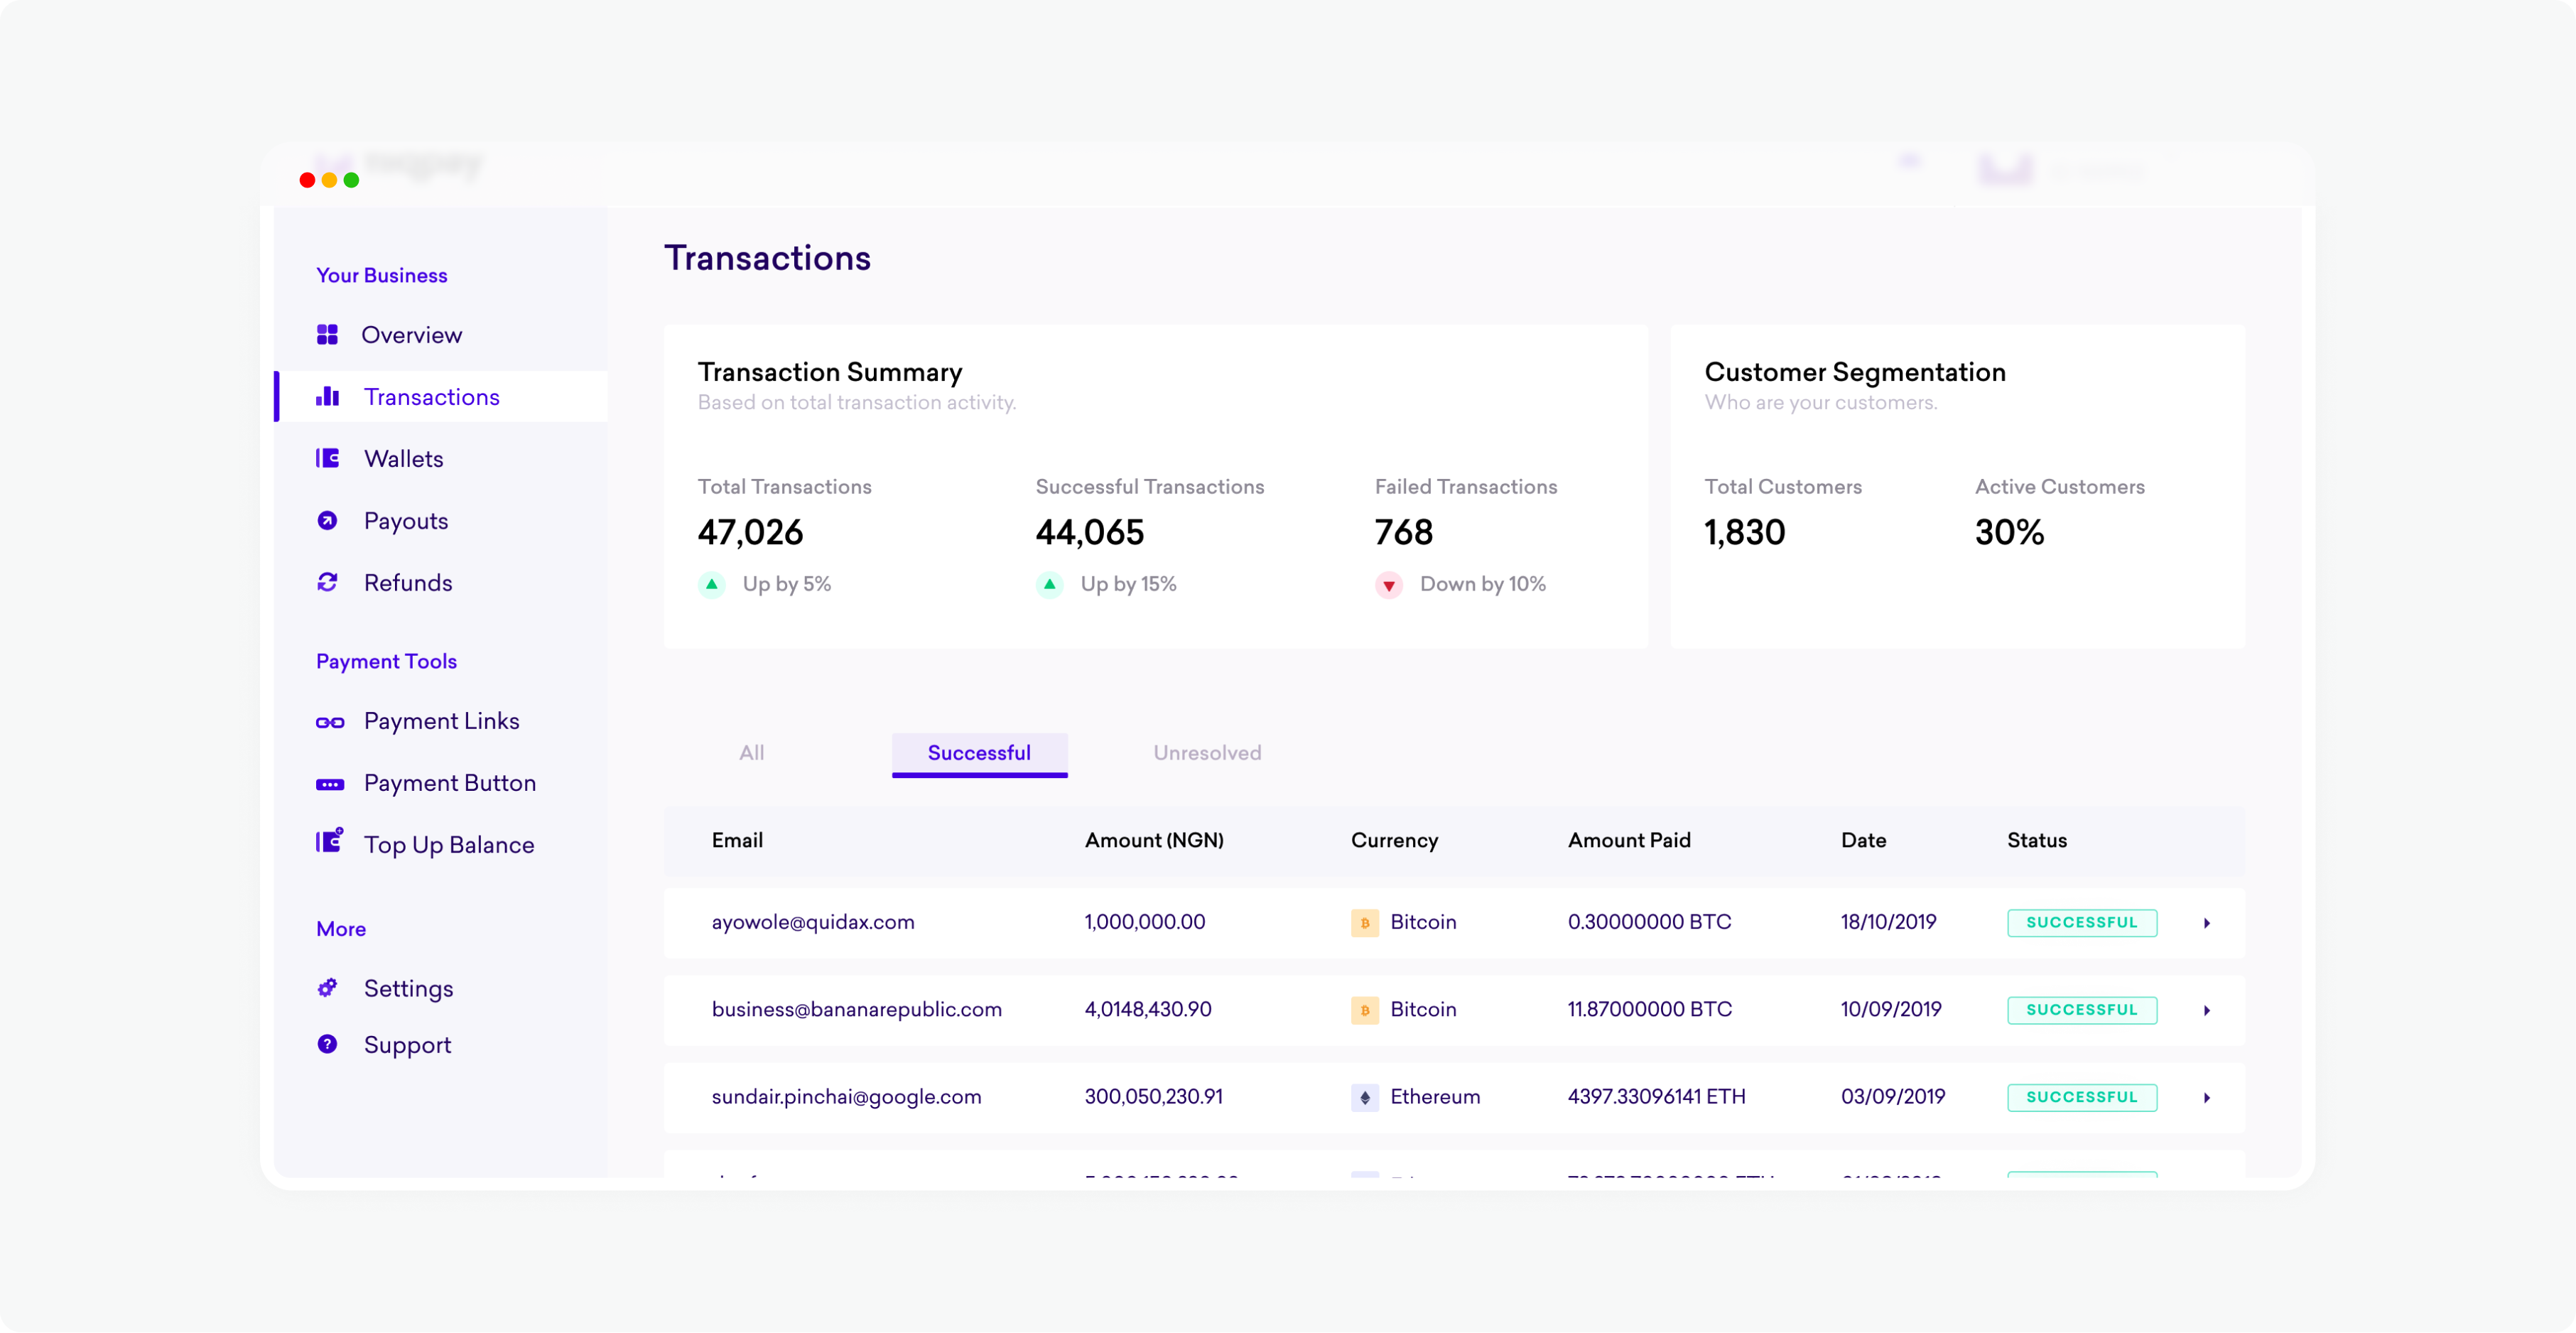 Your Business
Overview
Transactions
Wallets
Payouts
Refunds
Payment Tools
Payment Links
Payment Button
Top Up Balance
More
Settings
Support
Transactions
Transaction Summary
Based on total transaction activity.
Total Transactions Successful Transactions Failed Transactions
47,026 44,065 768
Up by 5% Up by 15% Down by 10%
Customer Segmentation
Who are your customers.
Total Customers Active Customers
1,830 30%
All Successful Unresolved
Email Amount (NGN) Currency Amount Paid Date Status
ayowole@quidax.com 1,000,000.00 Bitcoin 0.30000000 BTC 18/10/2019 SUCCESSFUL
business@bananarepublic.com 4,0148,430.90 Bitcoin 11.87000000 BTC 10/09/2019 SUCCESSFUL
sundair.pinchai@google.com 300,050,230.91 Ethereum 4397.33096141 ETH 03/09/2019 SUCCESSFUL